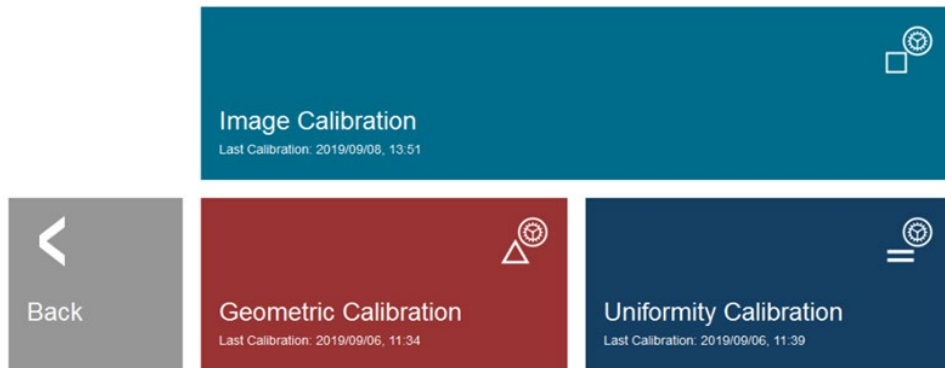 Image Calibration
Last Calibration: 2019/09/08, 13:51
Back
Geometric Calibration
Last Calibration: 2019/09/06, 11:34
Uniformity Calibration
Last Calibration: 2019/09/06, 11:39